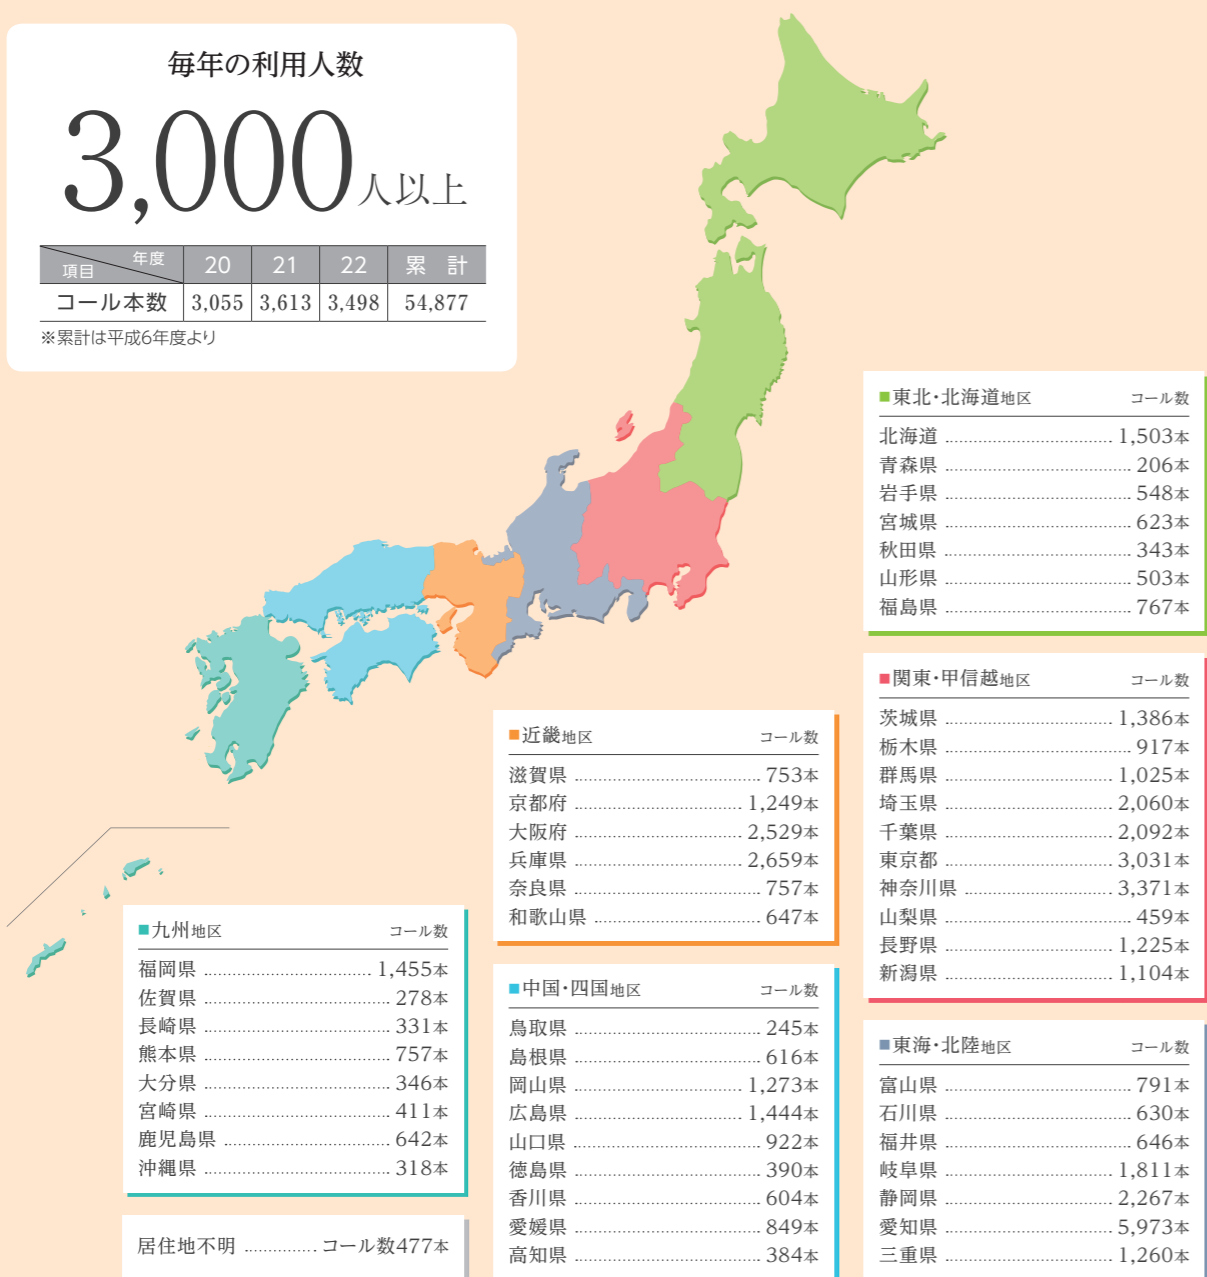 毎年の利用人数
3,000人以上
項目 年度 20 21 22 累 計
コール本数 3,055 3,613 3,498 54,877
※累計は平成6年度より
■東北・北海道地区 コール数
北海道 1,503本
青森県 206本
岩手県 548本
宮城県 623本
秋田県 343本
山形県 503本
福島県 767本
■関東・甲信越地区 コール数
茨城県 1,386本
栃木県 917本
群馬県 1,025本
埼玉県 2,060本
千葉県 2,092本
東京都 3,031本
神奈川県 3,371本
山梨県 459本
長野県 1,225本
新潟県 1,104本
■東海・北陸地区 コール数
富山県 791本
石川県 630本
福井県 646本
岐阜県 1,811本
静岡県 2,267本
愛知県 5,973本
三重県 1,260本
■近畿地区 コール数
滋賀県 753本
京都府 1,249本
大阪府 2,529本
兵庫県 2,659本
奈良県 757本
和歌山県 647本
■中国・四国地区 コール数
鳥取県 245本
島根県 616本
岡山県 1,273本
広島県 1,444本
山口県 922本
徳島県 390本
香川県 604本
愛媛県 849本
高知県 384本
■九州地区 コール数
福岡県 1,455本
佐賀県 278本
長崎県 331本
熊本県 757本
大分県 346本
宮崎県 411本
鹿児島県 642本
沖縄県 318本
居住地不明 コール数477本